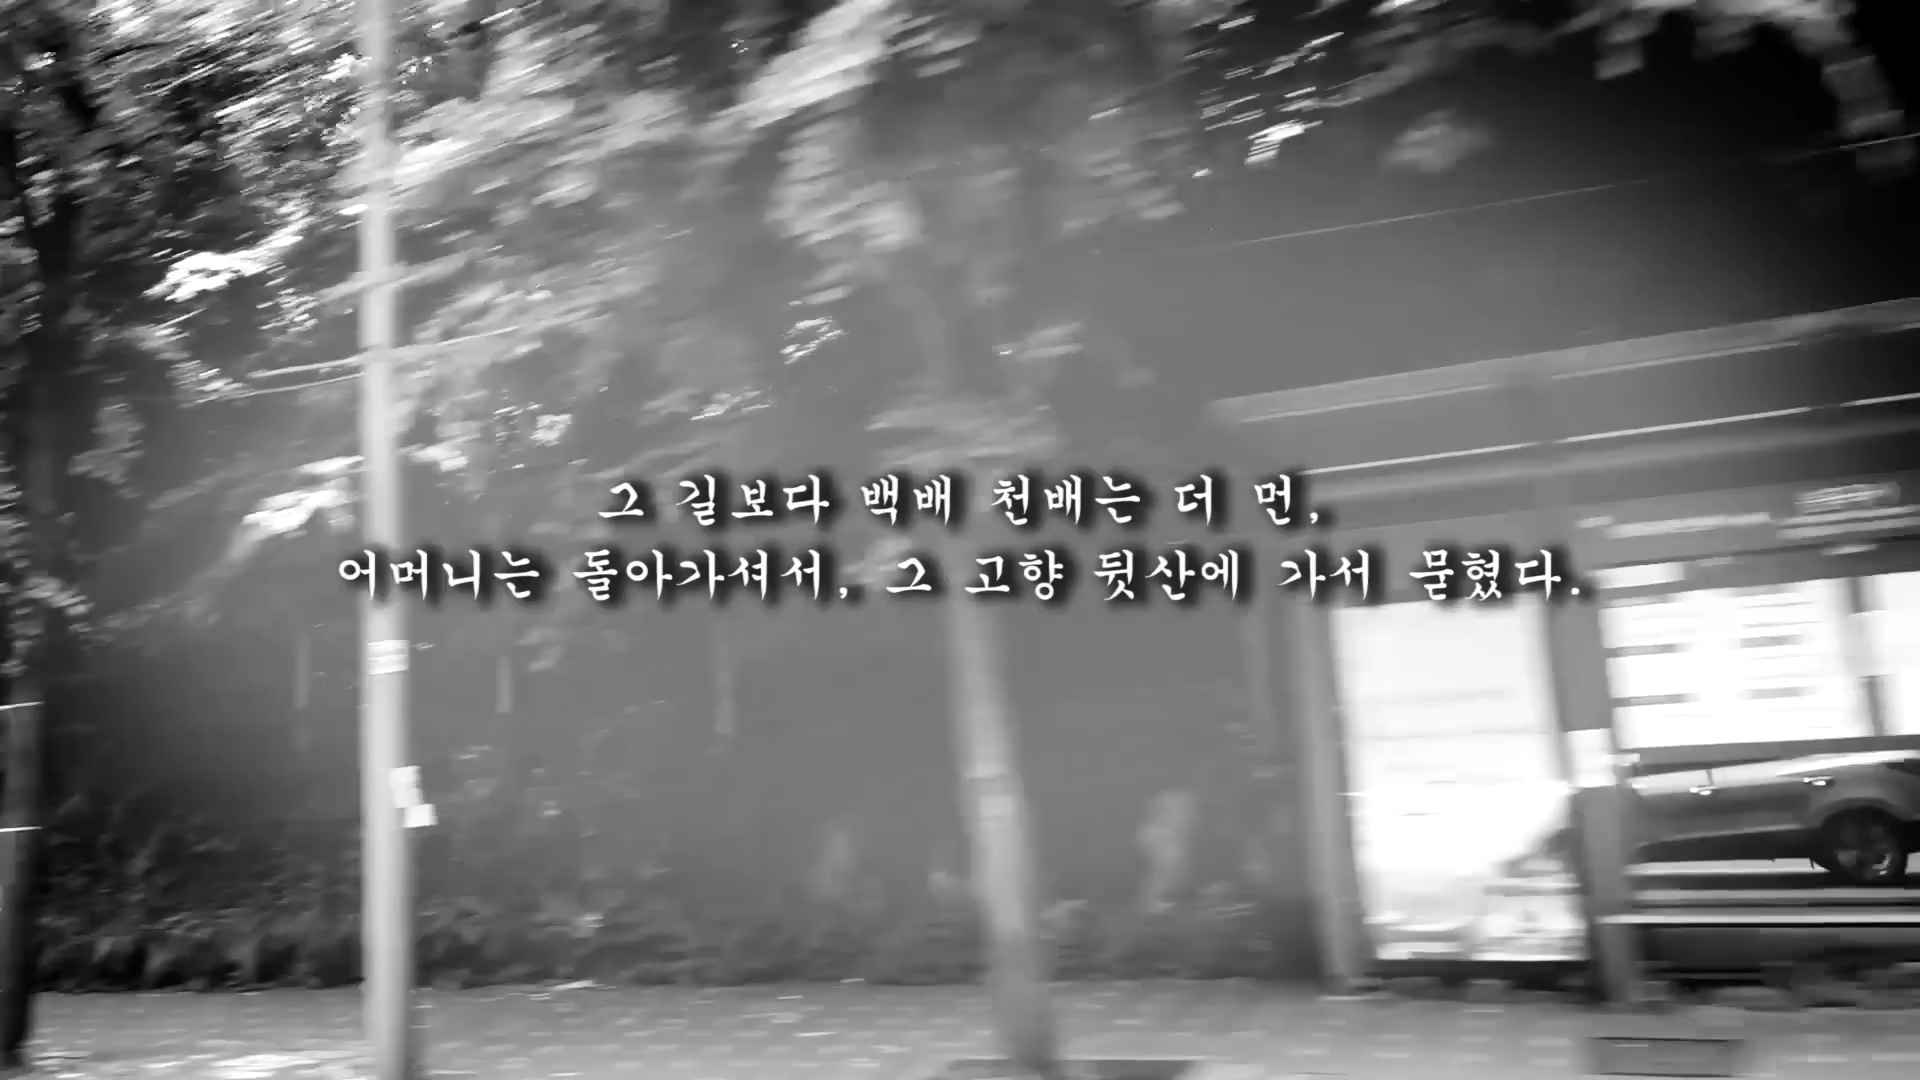 그 길보다 백배 천배는 더 먼,
어머니는 돌아가셔서, 그 고향 뒷산에 가서 묻혔다.